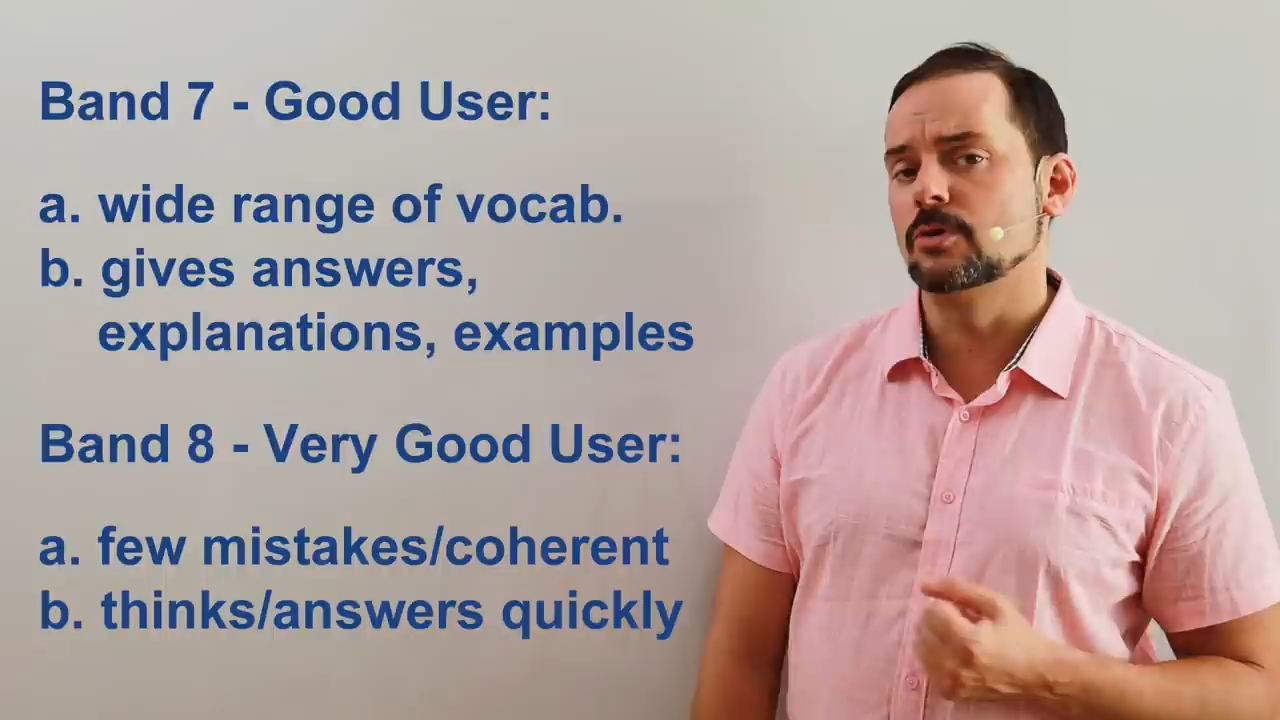 Band 7 - Good User:
a. wide range of vocab.
b. gives answers,
explanations, examples
Band 8 - Very Good User:
a. few mistakes/coherent
b. thinks/answers quickly